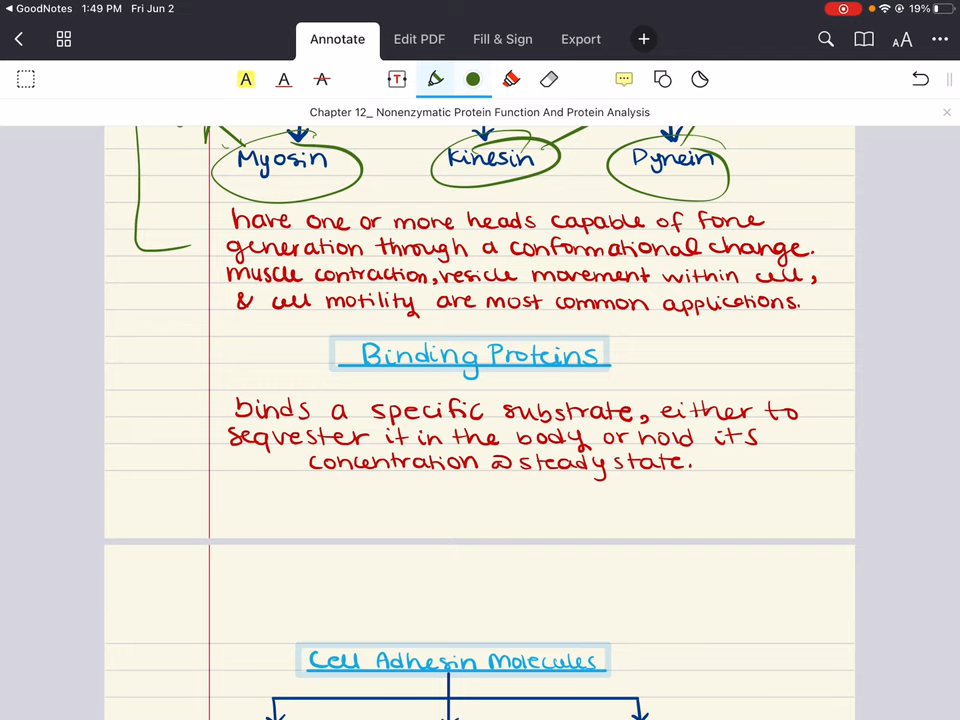 GoodNotes 1:49 PM Fri Jun 2 19%
Annotate Edit PDF Fill & Sign Export
A A A T AA
Chapter 12_ Nonenzymatic Protein Function And Protein Analysis
Myosin Kinesin Dynein
have one or more heads capable of force
generation through a conformational change.
muscle contraction, vesicle movement within cell,
& cell motility are most common applications.
Binding Proteins
binds a specific substrate, either to
sequester it in the body or hold its
concentration @ steady state.
Cell Adhesin Molecules